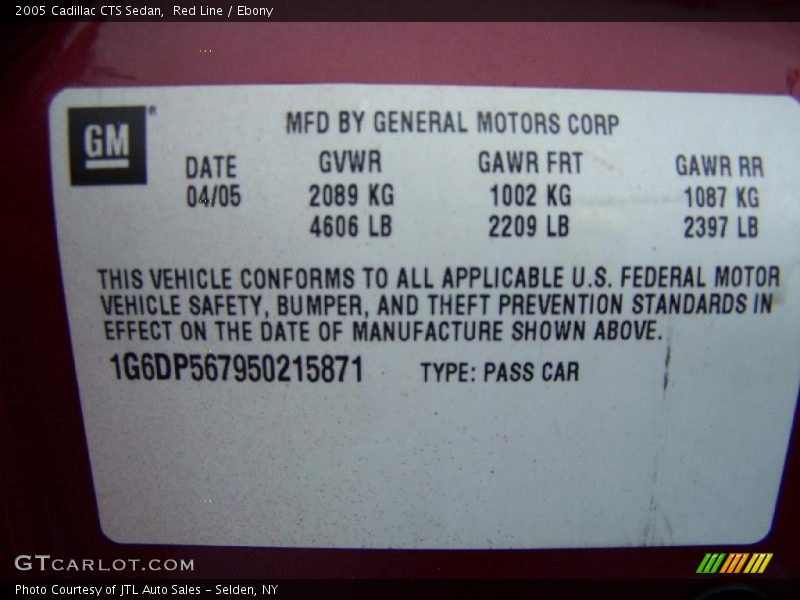 2005 Cadillac CTS Sedan,  Red Line / Ebony
GM
MFD BY GENERAL MOTORS CORP
DATE GVWR GAWR FRT GAWR RR
04/05 2089 KG 1002 KG 1087 KG
4606 LB 2209 LB 2397 LB
THIS VEHICLE CONFORMS TO ALL APPLICABLE U.S. FEDERAL MOTOR
VEHICLE SAFETY, BUMPER, AND THEFT PREVENTION STANDARDS IN
EFFECT ON THE DATE OF MANUFACTURE SHOWN ABOVE.
1G6DP567950215871 TYPE: PASS CAR
GTCARLOT.COM
Photo Courtesy of JTL Auto Sales - Selden, NY